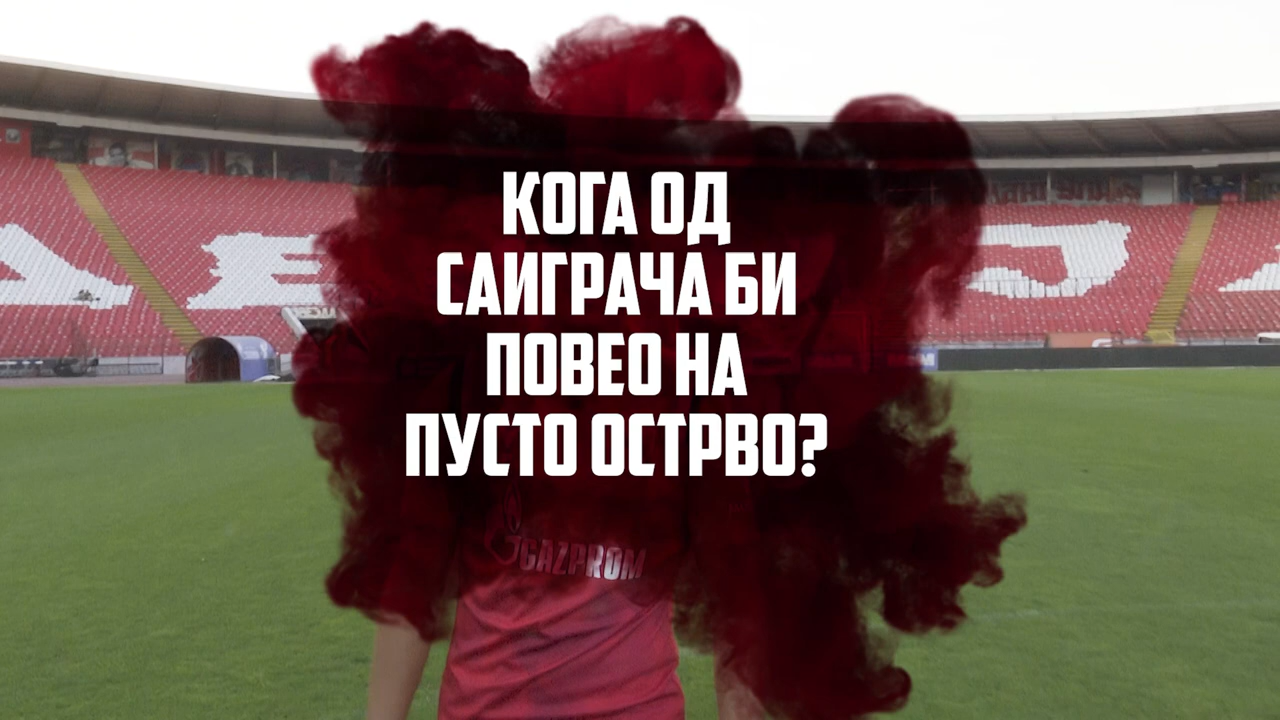 КОГА ОД
САИГРАЧА БИ
ПОВЕО НА
ПУСТО ОСТРВО?
GAZPROM